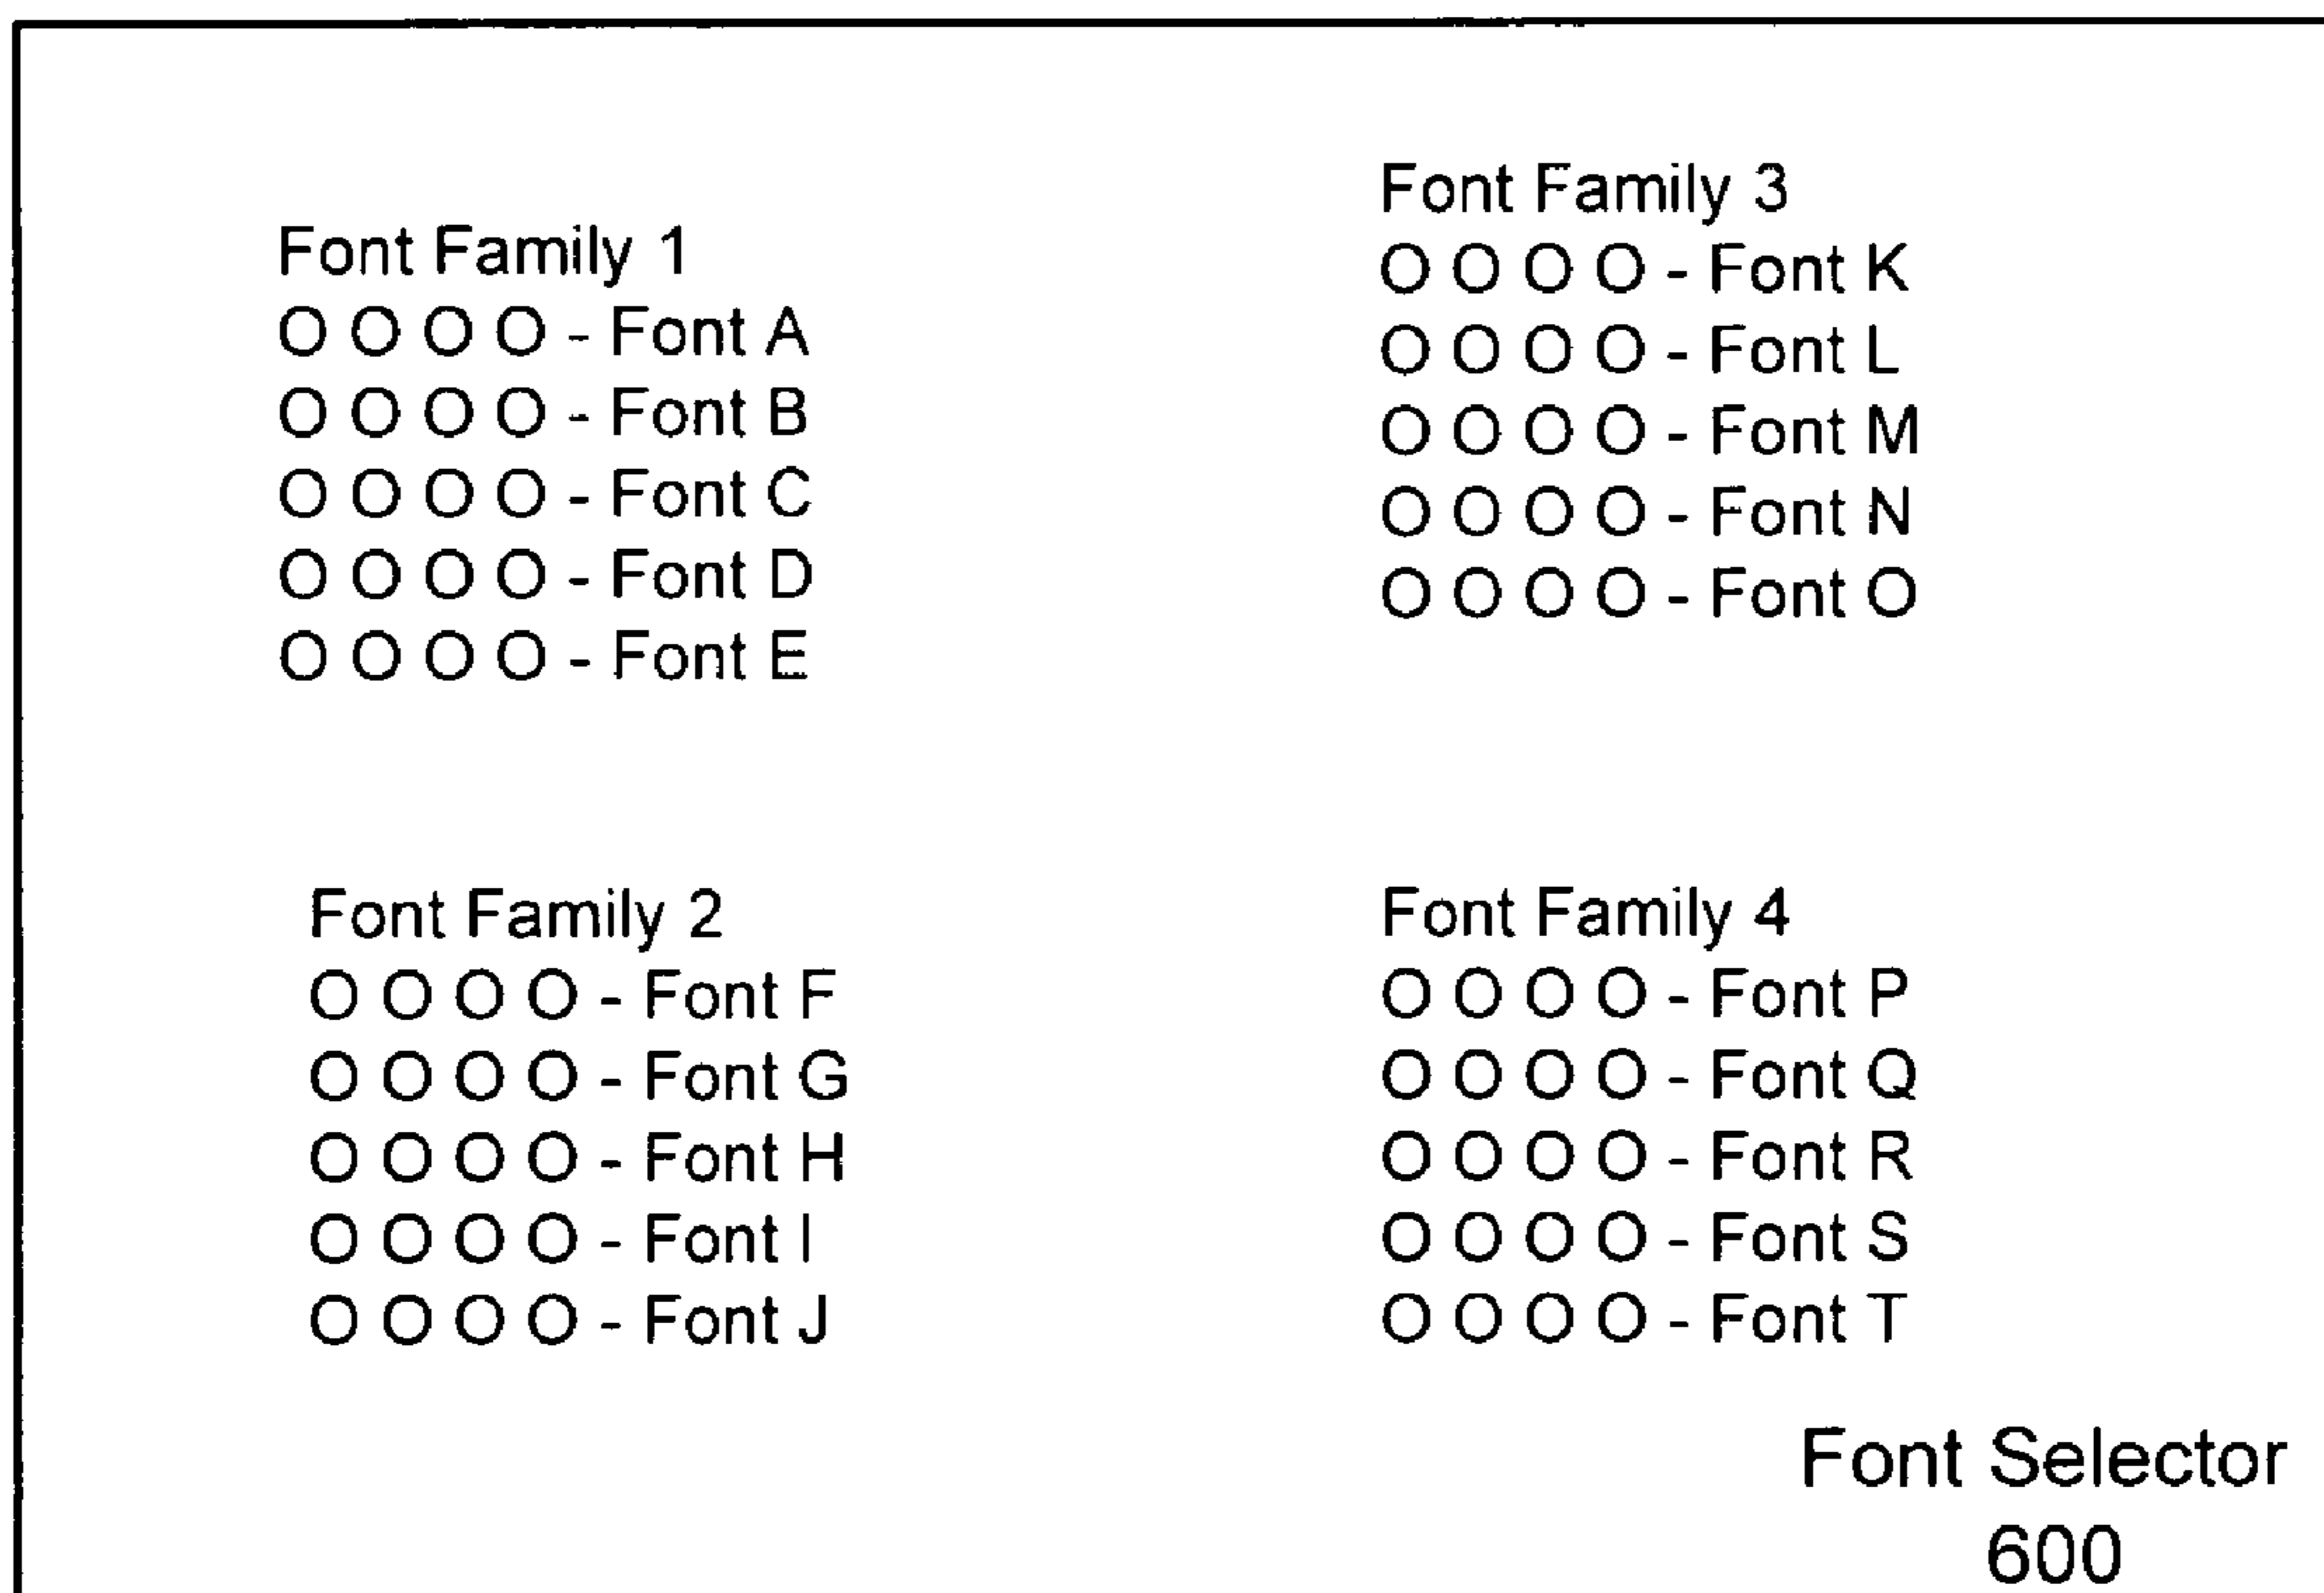 Font Family 1
O O O O - Font A
O O O O - Font B
O O O O - Font C
O O O O - Font D
O O O O - Font E
Font Family 2
O O O O - Font F
O O O O - Font G
O O O O - Font H
O O O O - Font I
O O O O - Font J
Font Family 3
O O O O - Font K
O O O O - Font L
O O O O - Font M
O O O O - Font N
O O O O - Font O
Font Family 4
O O O O - Font P
O O O O - Font Q
O O O O - Font R
O O O O - Font S
O O O O - Font T
Font Selector
600